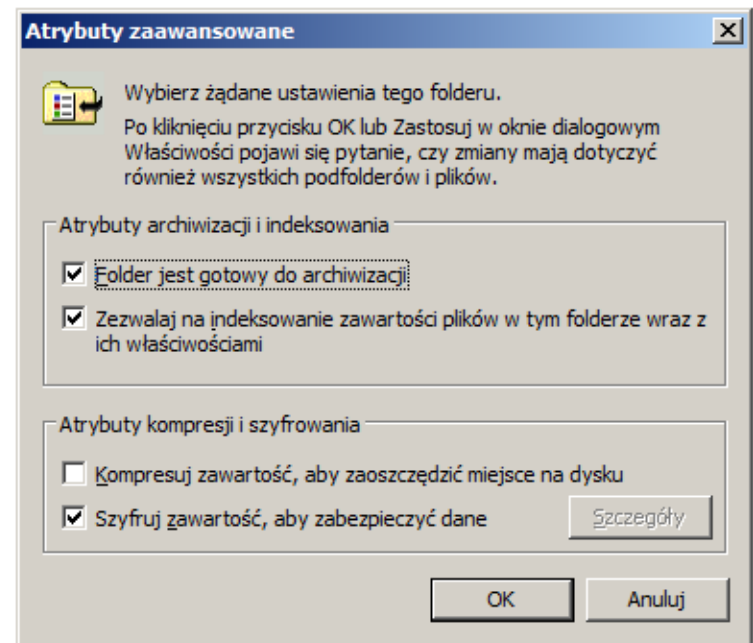 Atrybuty zaawansowane
Wybierz żądane ustawienia tego folderu.
Po kliknięciu przycisku OK lub Zastosuj w oknie dialogowym
Właściwości pojawi się pytanie, czy zmiany mają dotyczyć
również wszystkich podfolderów i plików.
Atrybuty archiwizacji i indeksowania
Folder jest gotowy do archiwizacji
Zezwalaj na indeksowanie zawartości plików w tym folderze wraz z
ich właściwościami
Atrybuty kompresji i szyfrowania
Kompresuj zawartość, aby zaoszczędzić miejsce na dysku
Szyfruj zawartość, aby zabezpieczyć dane
Szczegóły
OK
Anuluj